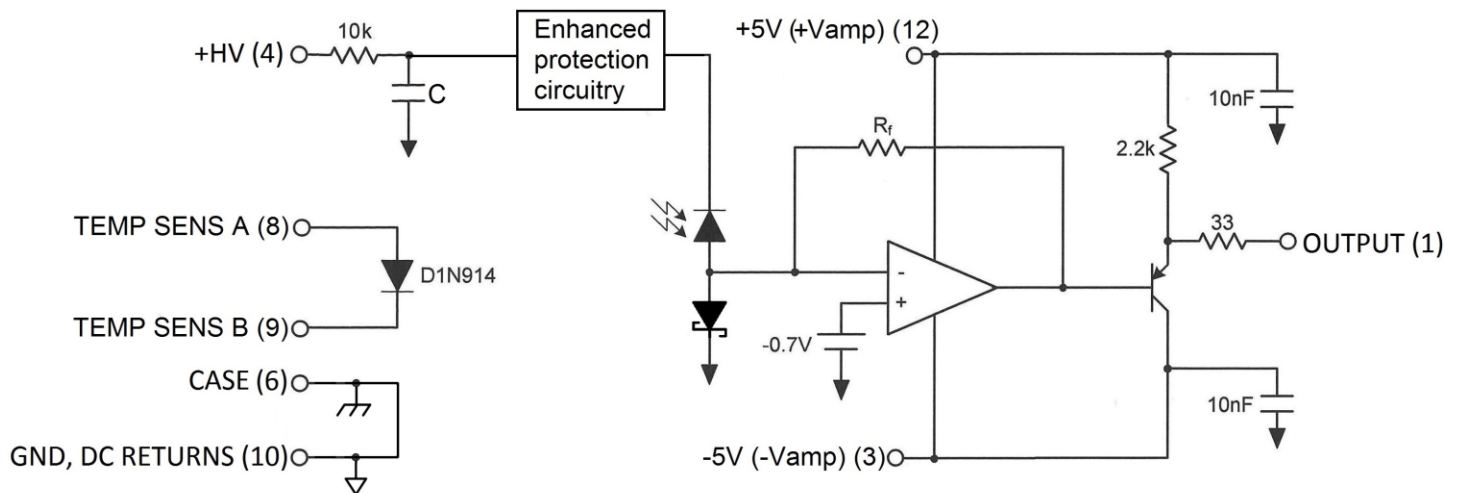 +HV (4)
10k
C
Enhanced
protection
circuitry
+5V (+Vamp) (12)
10nF
Rf
2.2k
33
OUTPUT (1)
TEMP SENS A (8)
D1N914
TEMP SENS B (9)
-
+
-0.7V
CASE (6)
10nF
GND, DC RETURNS (10)
-5V (-Vamp) (3)